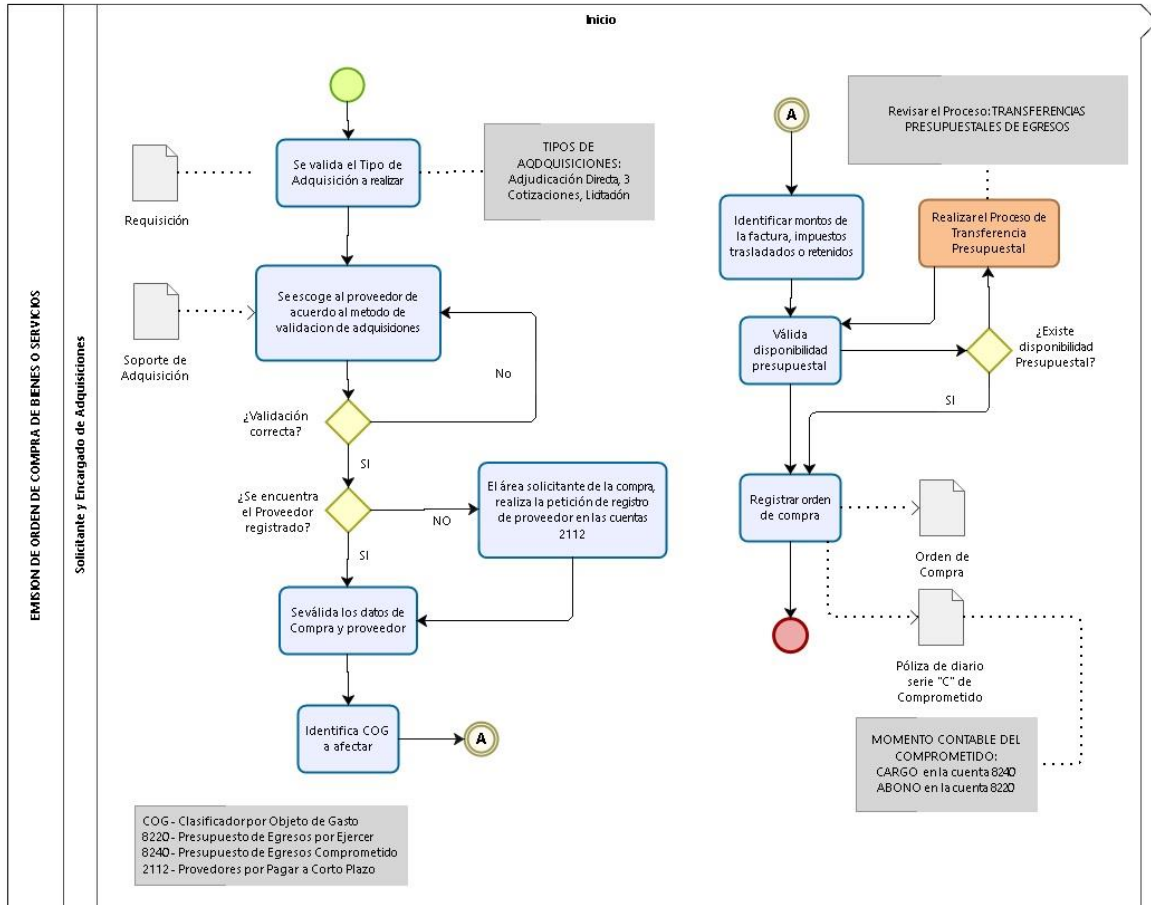 Inicio
EMISION DE ORDEN DE COMPRA DE BIENES O SERVICIOS
Solicitante y Encargado de Adquisiciones
Requisición
Se valida el Tipo de
Adquisición a realizar
TIPOS DE
AQDQUISICIONES:
Adjudicación Directa, 3
Cotizaciones, Licitación
Soporte de
Adquisición
Se escoge al proveedor de
acuerdo al metodo de
validacion de adquisiciones
No
¿Validación
correcta?
SI
¿Se encuentra
el Proveedor
registrado?
NO
El área solicitante de la compra,
realiza la petición de registro
de proveedor en las cuentas
2112
SI
Se válida los datos de
Compra y proveedor
Identifica COG
a afectar
A
COG - Clasificador por Objeto de Gasto
8220 - Presupuesto de Egresos por Ejercer
8240 - Presupuesto de Egresos Comprometido
2112 - Provedores por Pagar a Corto Plazo
A
Revisar el Proceso: TRANSFERENCIAS
PRESUPUESTALES DE EGRESOS
Identificar montos de
la factura, impuestos
trasladados o retenidos
Realizar el Proceso de
Transferencia
Presupuestal
Válida
disponibilidad
presupuestal
¿Existe
disponibilidad
Presupuestal?
SI
Registrar orden
de compra
Orden de
Compra
Póliza de diario
serie "C" de
Comprometido
MOMENTO CONTABLE DEL
COMPROMETIDO:
CARGO en la cuenta 8240
ABONO en la cuenta 8220